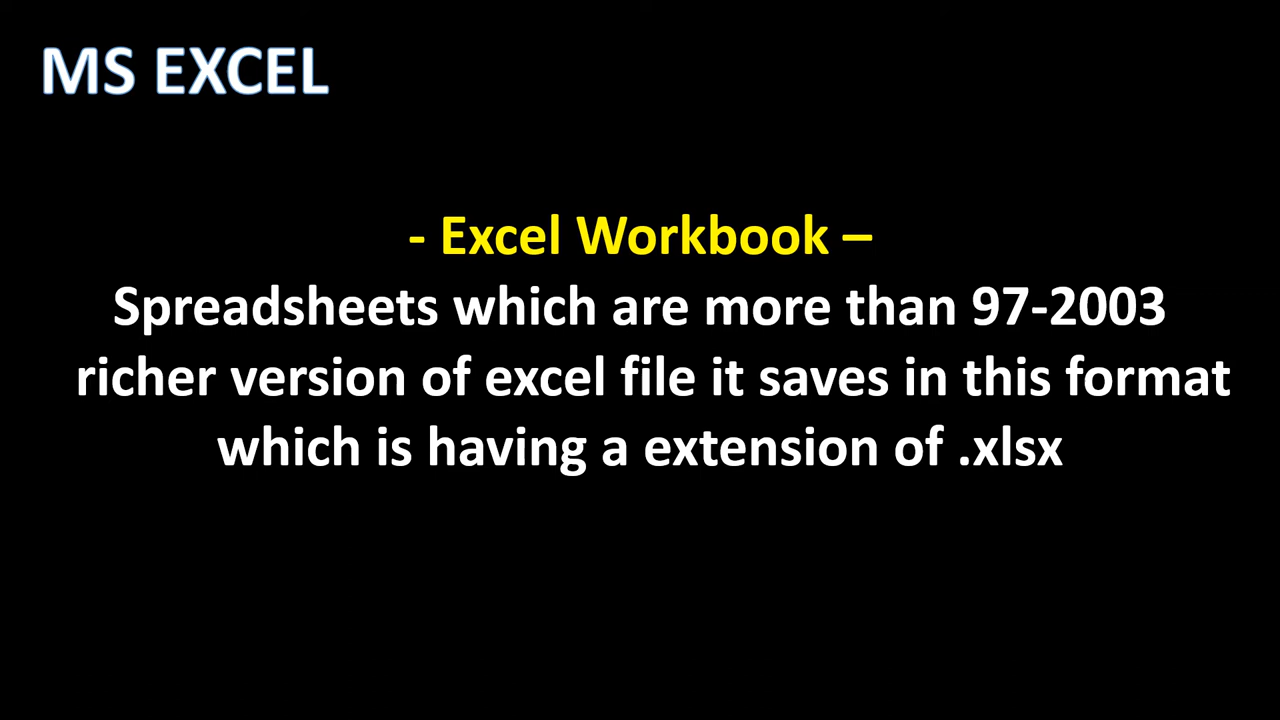 MS EXCEL
- Excel Workbook –
Spreadsheets which are more than 97-2003
richer version of excel file it saves in this format
which is having a extension of .xlsx